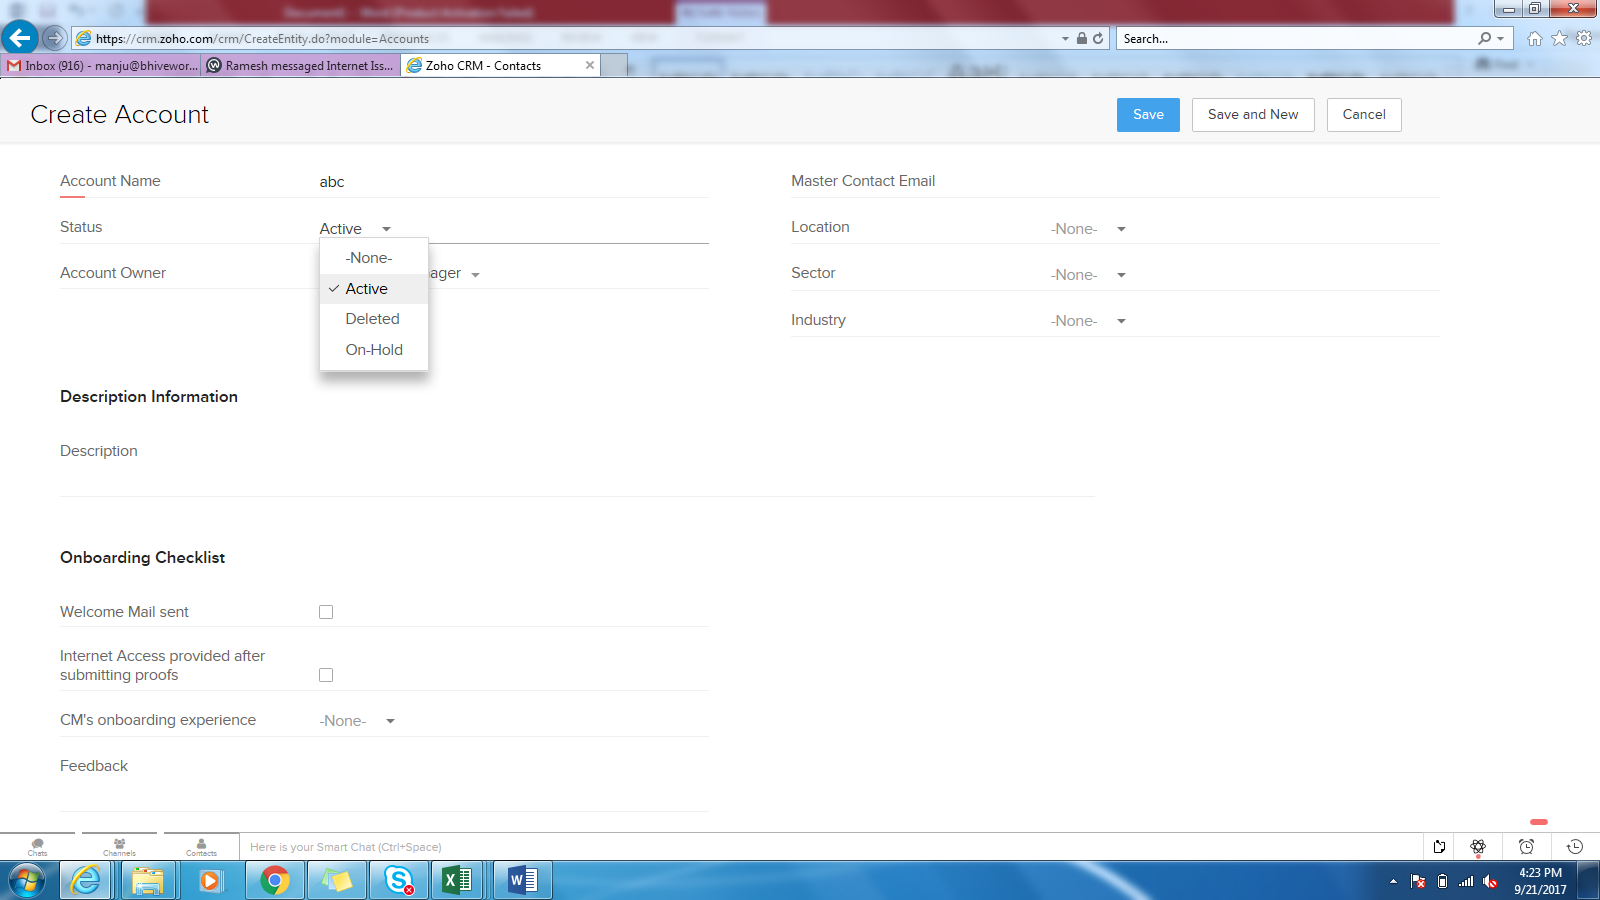 https://crm.zoho.com/crm/CreateEntity.do?module=Accounts
Search...
Inbox (916) - manju@bhivewor...
Ramesh messaged Internet Iss...
Zoho CRM - Contacts
Create Account
Save
Save and New
Cancel
Account Name
abc
Master Contact Email
Status
Active
Location
-None-
-None-
Active
Deleted
On-Hold
Account Owner
ager
Sector
-None-
Industry
-None-
Description Information
Description
Onboarding Checklist
Welcome Mail sent
Internet Access provided after
submitting proofs
CM's onboarding experience
-None-
Feedback
Chats
Channels
Contacts
Here is your Smart Chat (Ctrl+Space)
4:23 PM
9/21/2017